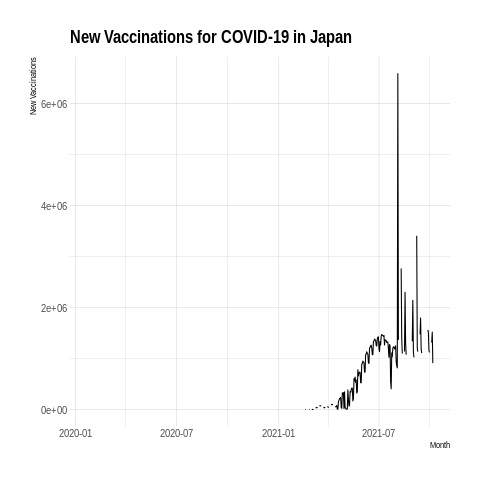 New Vaccinations for COVID-19 in Japan
New Vaccinations
6e+06
4e+06
2e+06
0e+00
2020-01 2020-07 2021-01 2021-07
Month